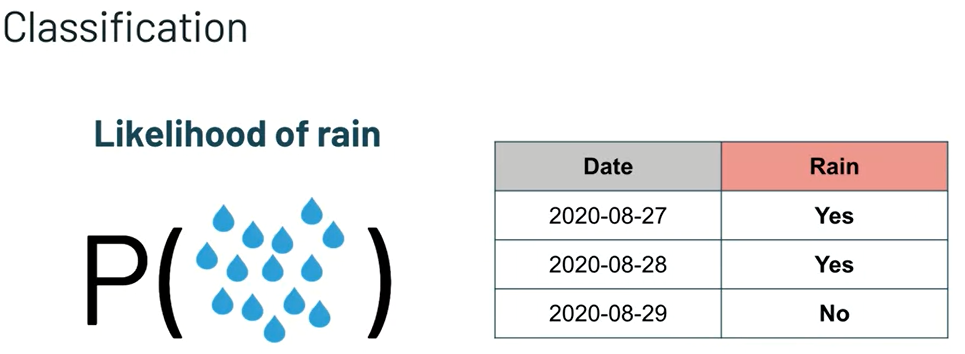 Classification
Likelihood of rain
P( )
Date Rain
2020-08-27 Yes
2020-08-28 Yes
2020-08-29 No